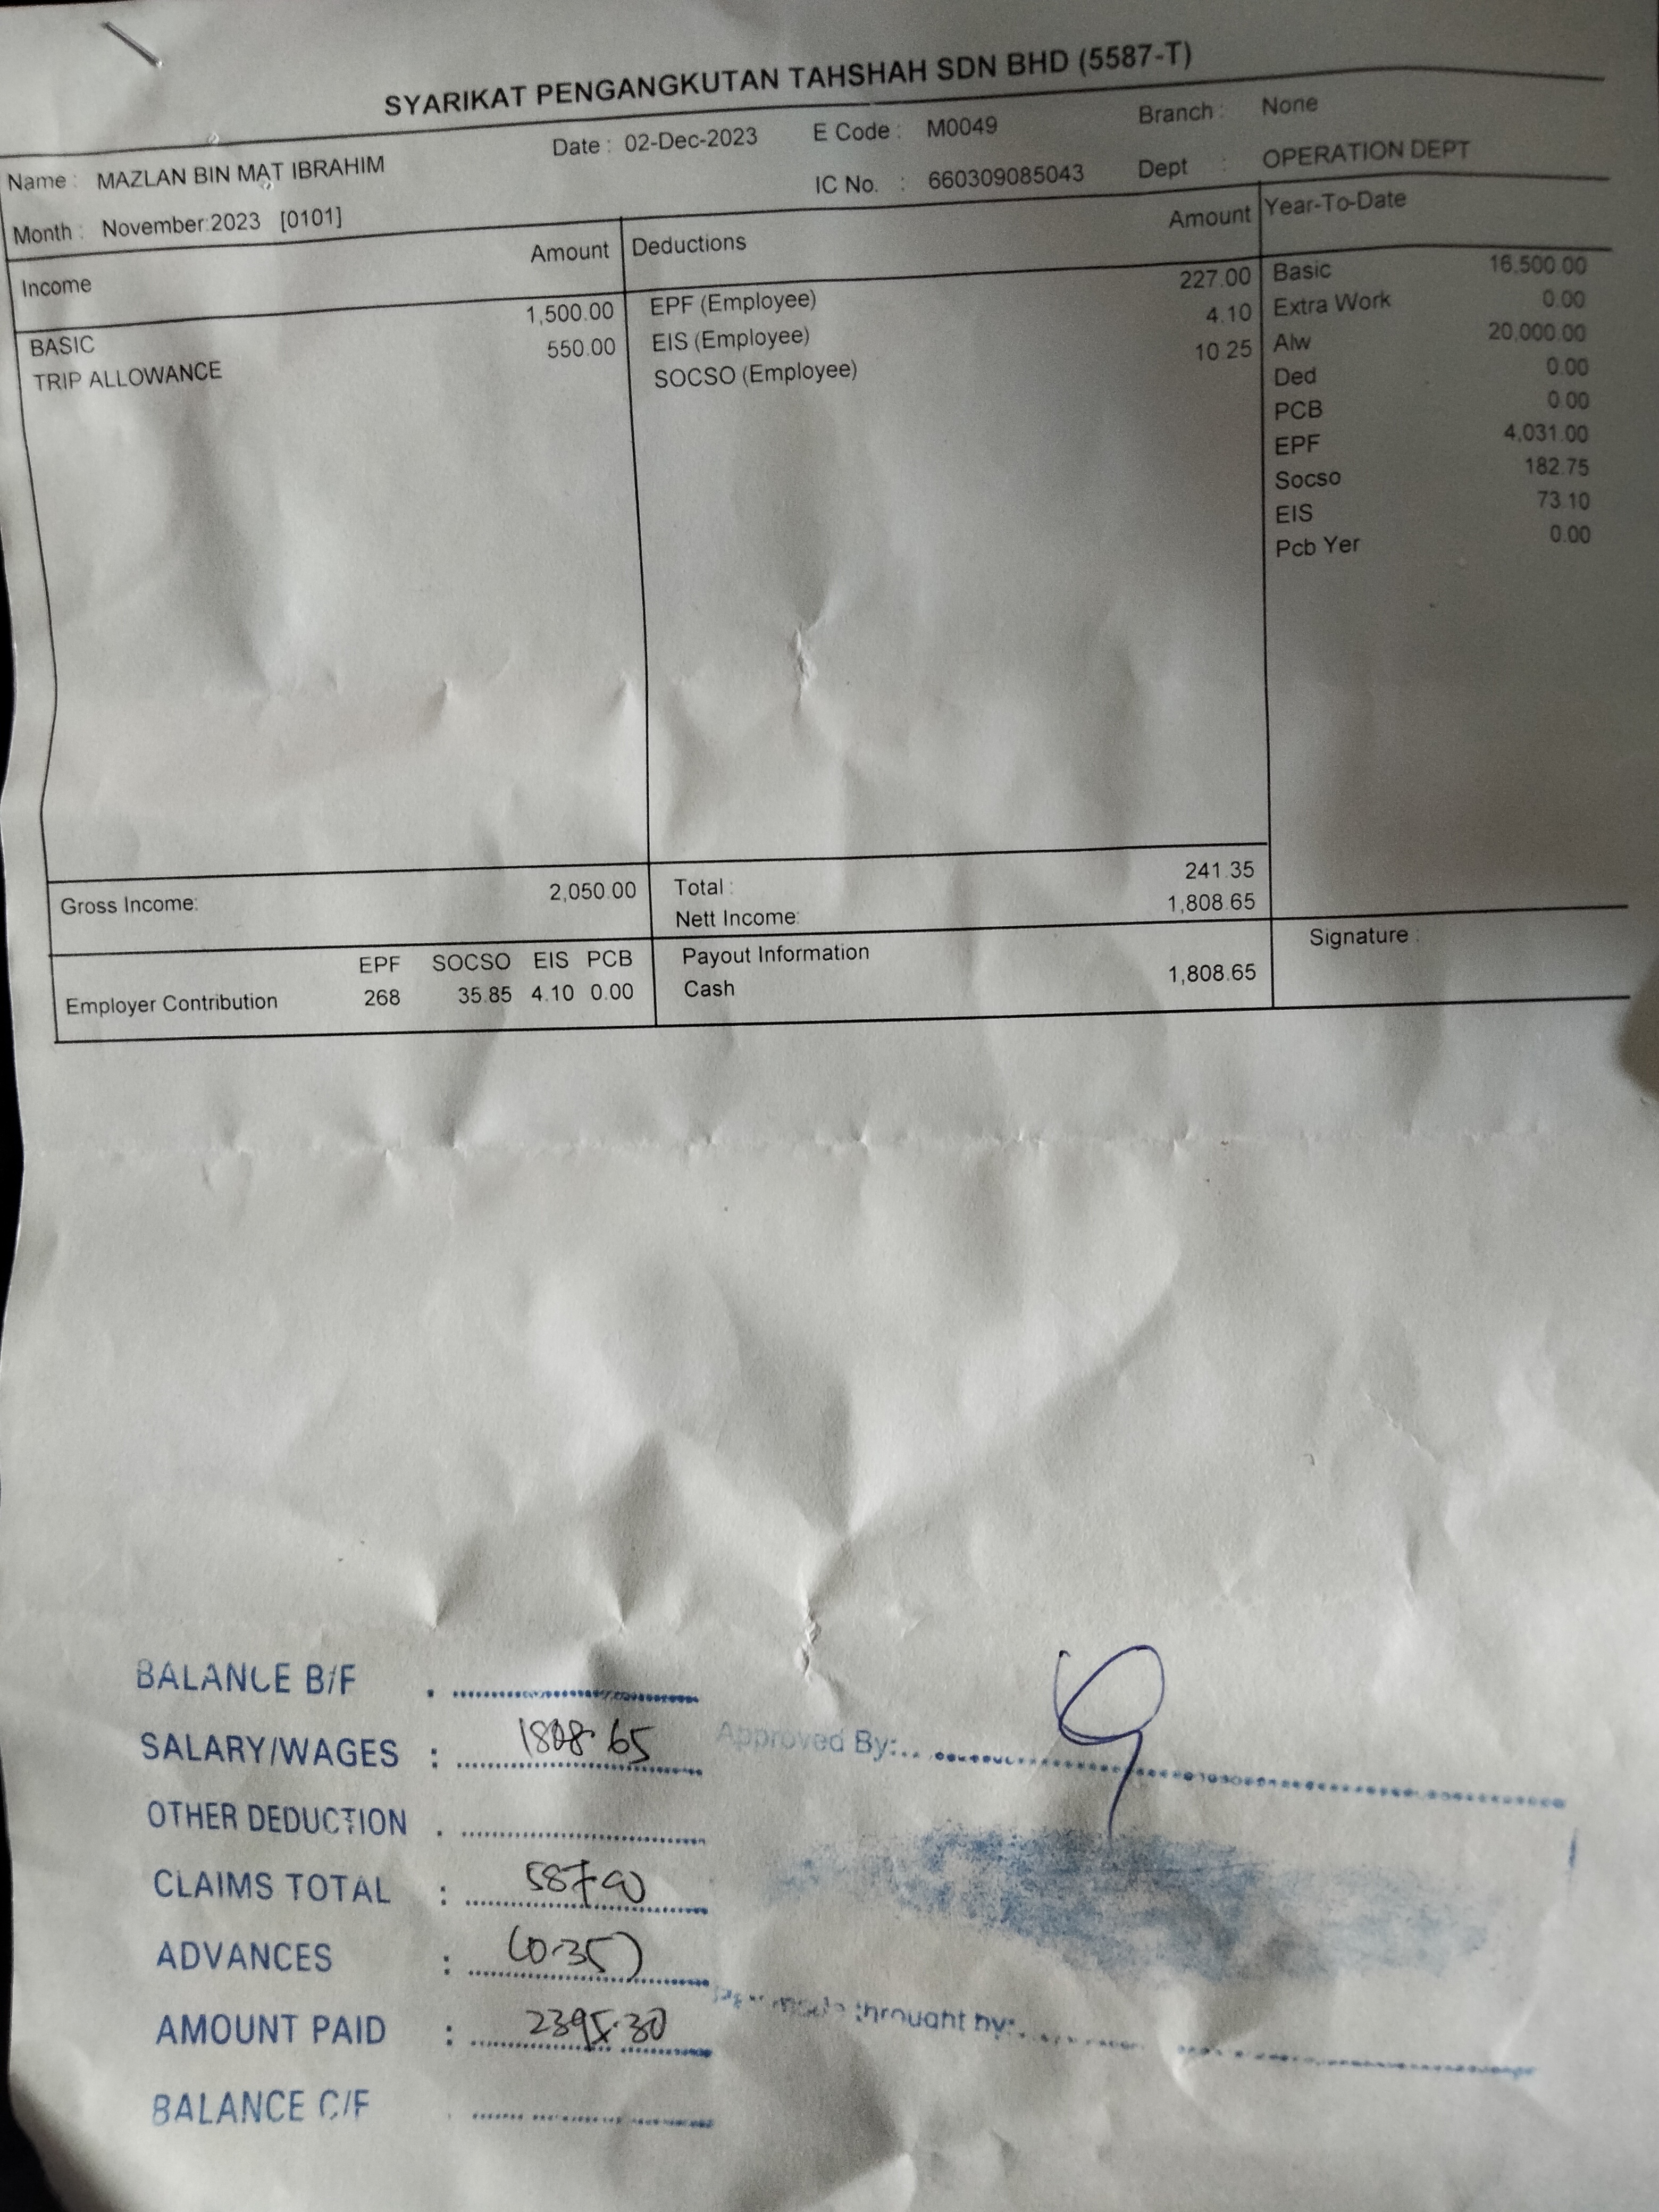 SYARIKAT PENGANGKUTAN TAHSHAH SDN BHD (5587-T)
Name : MAZLAN BIN MAT IBRAHIM Date : 02-Dec-2023 E Code : M0049 Branch : None
Month : November 2023 [0101] IC No. : 660309085043 Dept : OPERATION DEPT
Income Amount Deductions Amount Year-To-Date
BASIC 1,500.00 EPF (Employee) 227.00 Basic 16,500.00
TRIP ALLOWANCE 550.00 EIS (Employee) 4.10 Extra Work 0.00
SOCSO (Employee) 10.25 Alw 20,000.00
Ded 0.00
PCB 0.00
EPF 4,031.00
Socso 182.75
EIS 73.10
Pcb Yer 0.00
Gross Income: 2,050.00 Total : 241.35
Nett Income: 1,808.65
EPF SOCSO EIS PCB Payout Information Signature :
Employer Contribution 268 35.85 4.10 0.00 Cash 1,808.65
BALANCE B/F
SALARY/WAGES : 1808.65 Approved By:
OTHER DEDUCTION
CLAIMS TOTAL : 587.00
ADVANCES : (0.35)
AMOUNT PAID : 2395.30 throught by:
BALANCE C/F